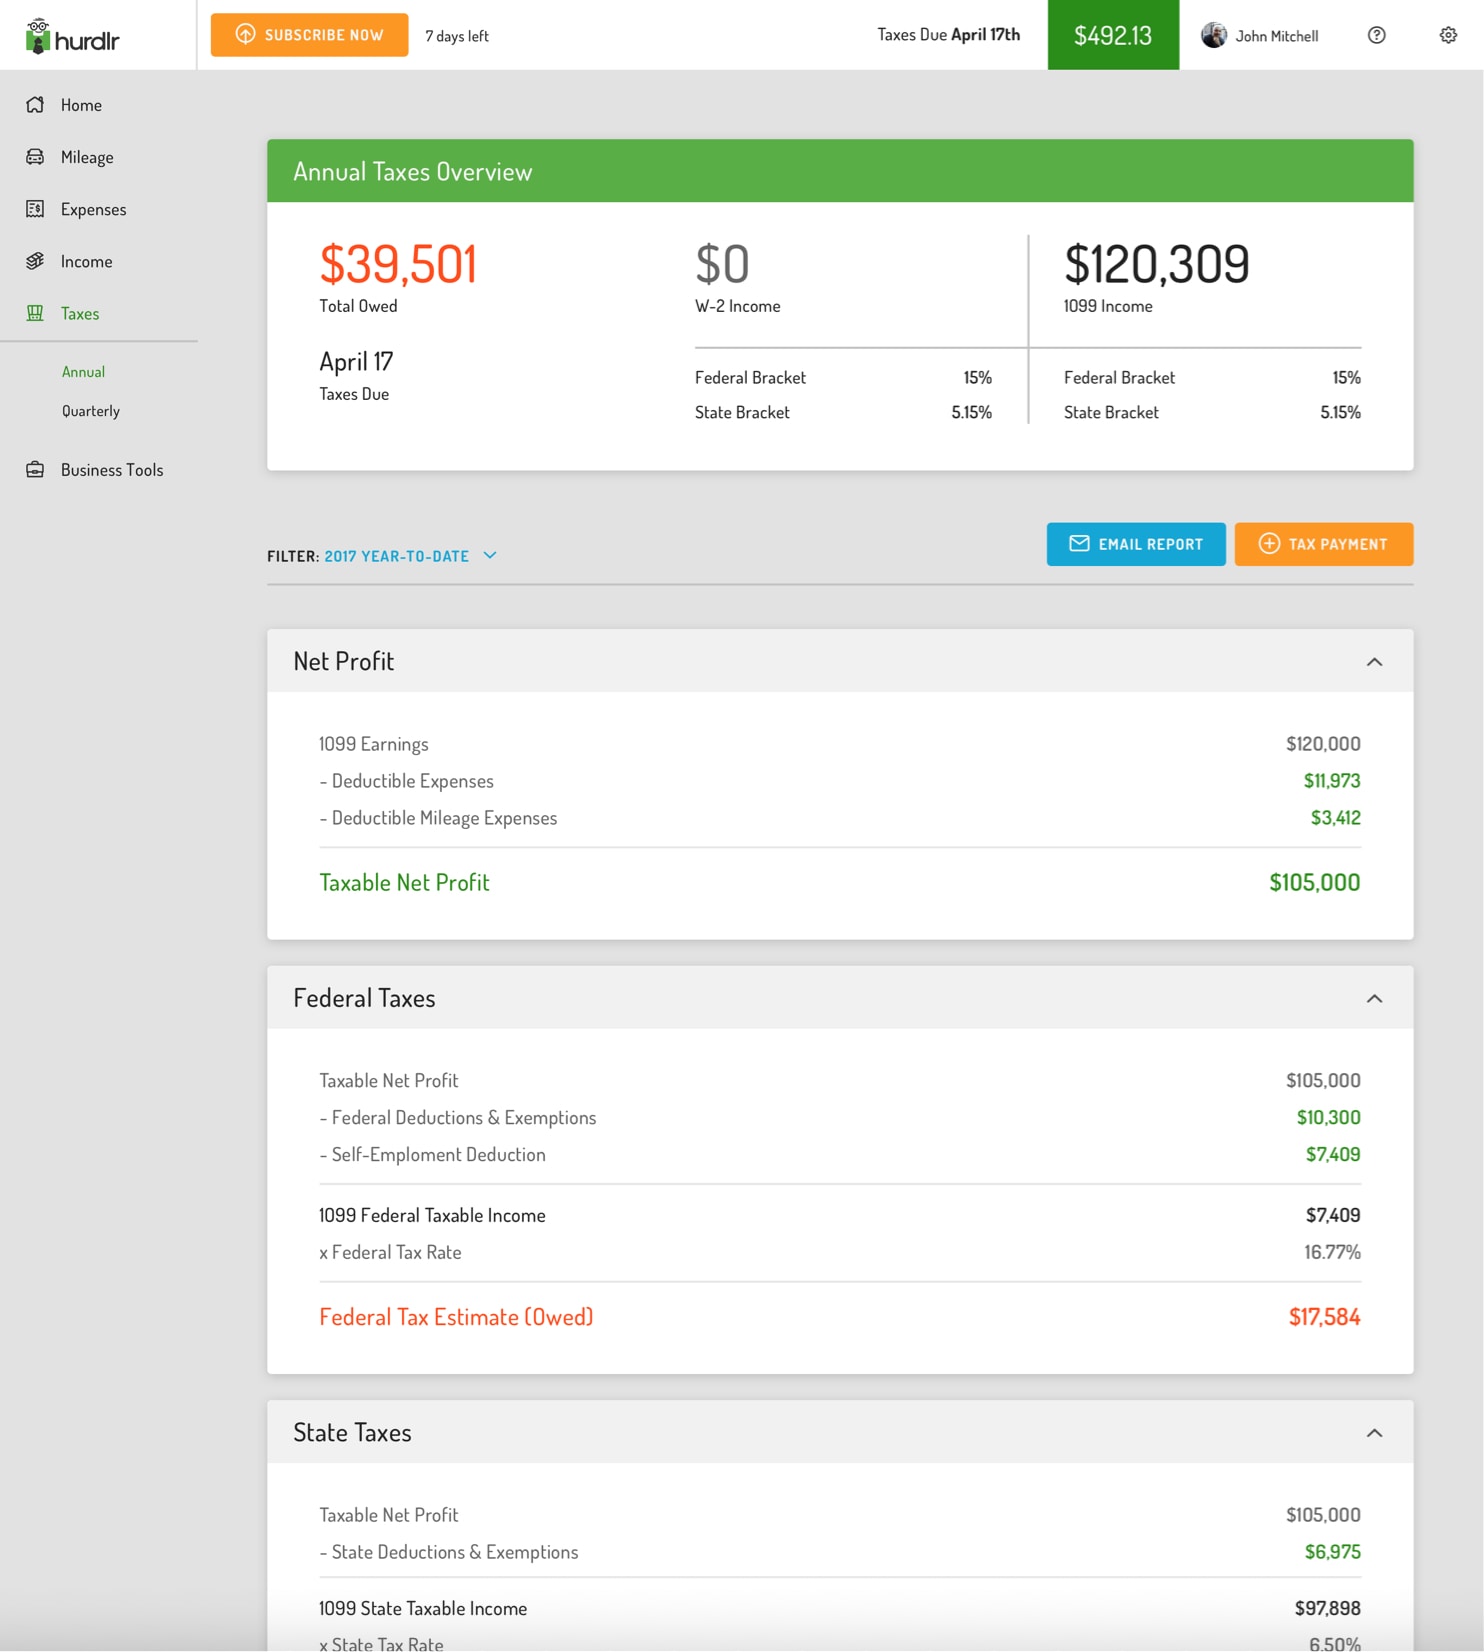 hurdlr
SUBSCRIBE NOW
7 days left
Taxes Due April 17th
$492.13
John Mitchell
Home
Mileage
Expenses
Income
Taxes
Annual
Quarterly
Business Tools
Annual Taxes Overview
$39,501
Total Owed
April 17
Taxes Due
$0
W-2 Income
Federal Bracket 15%
State Bracket 5.15%
$120,309
1099 Income
Federal Bracket 15%
State Bracket 5.15%
FILTER: 2017 YEAR-TO-DATE
EMAIL REPORT
TAX PAYMENT
Net Profit
1099 Earnings $120,000
- Deductible Expenses $11,973
- Deductible Mileage Expenses $3,412
Taxable Net Profit $105,000
Federal Taxes
Taxable Net Profit $105,000
- Federal Deductions & Exemptions $10,300
- Self-Emploment Deduction $7,409
1099 Federal Taxable Income $7,409
x Federal Tax Rate 16.77%
Federal Tax Estimate (Owed) $17,584
State Taxes
Taxable Net Profit $105,000
- State Deductions & Exemptions $6,975
1099 State Taxable Income $97,898
x State Tax Rate 6.50%